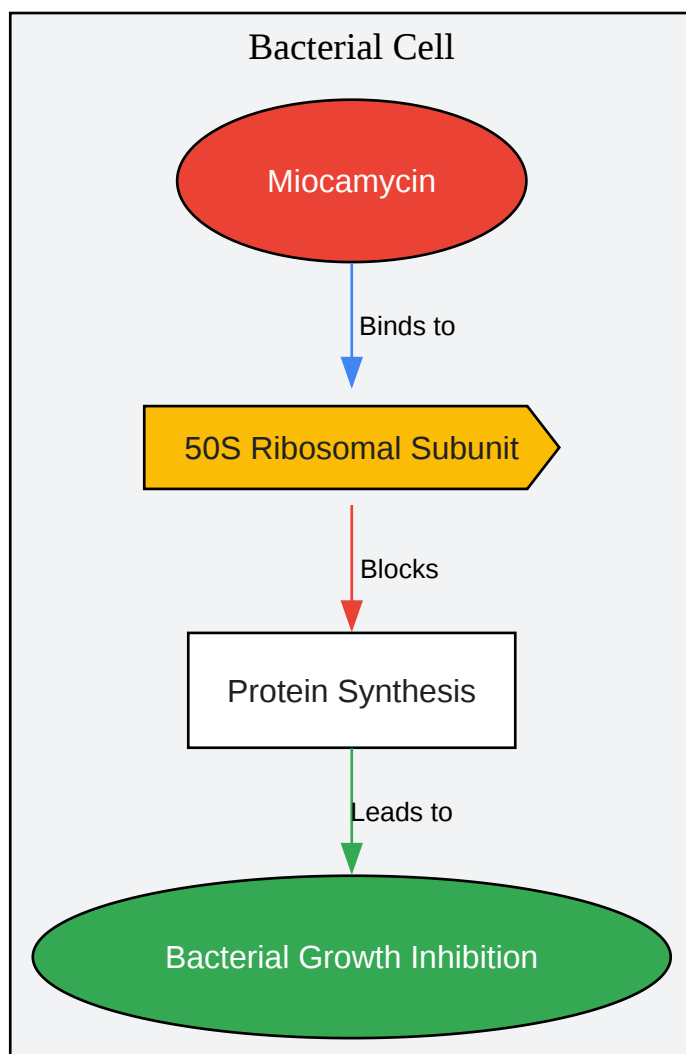 Bacterial Cell
Miocamycin
Binds to
50S Ribosomal Subunit
Blocks
Protein Synthesis
Leads to
Bacterial Growth Inhibition